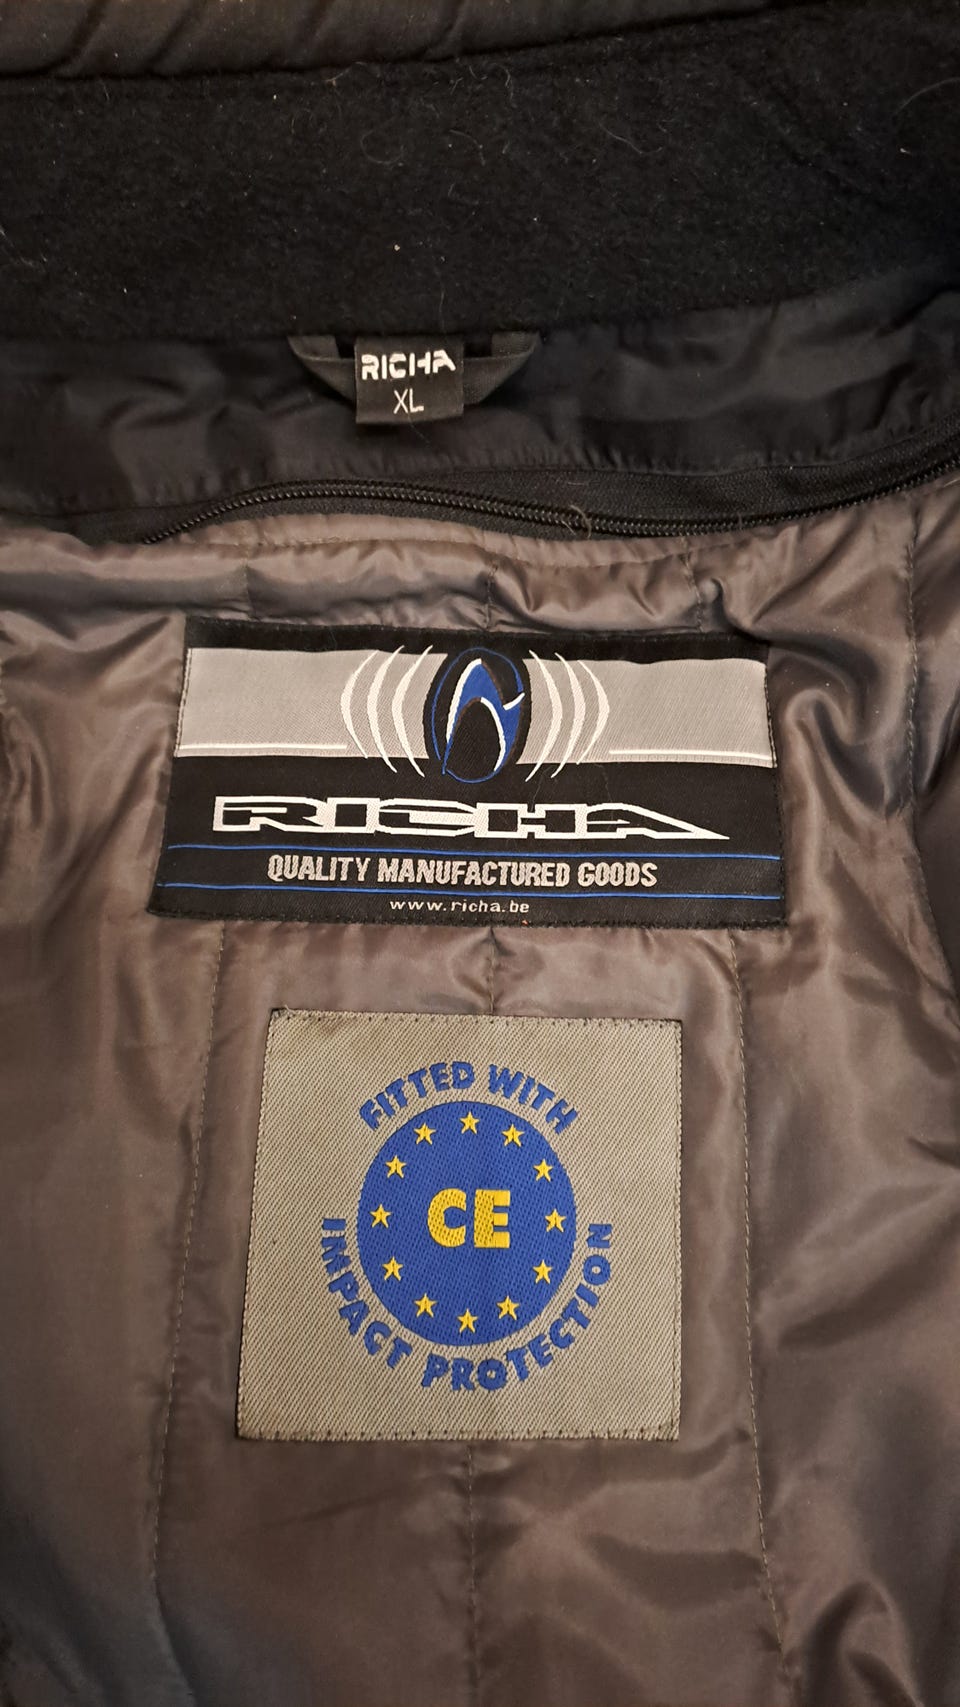 RICHA
XL
RICHA
QUALITY MANUFACTURED GOODS
www.richa.be
FITTED WITH
CE
IMPACT PROTECTION